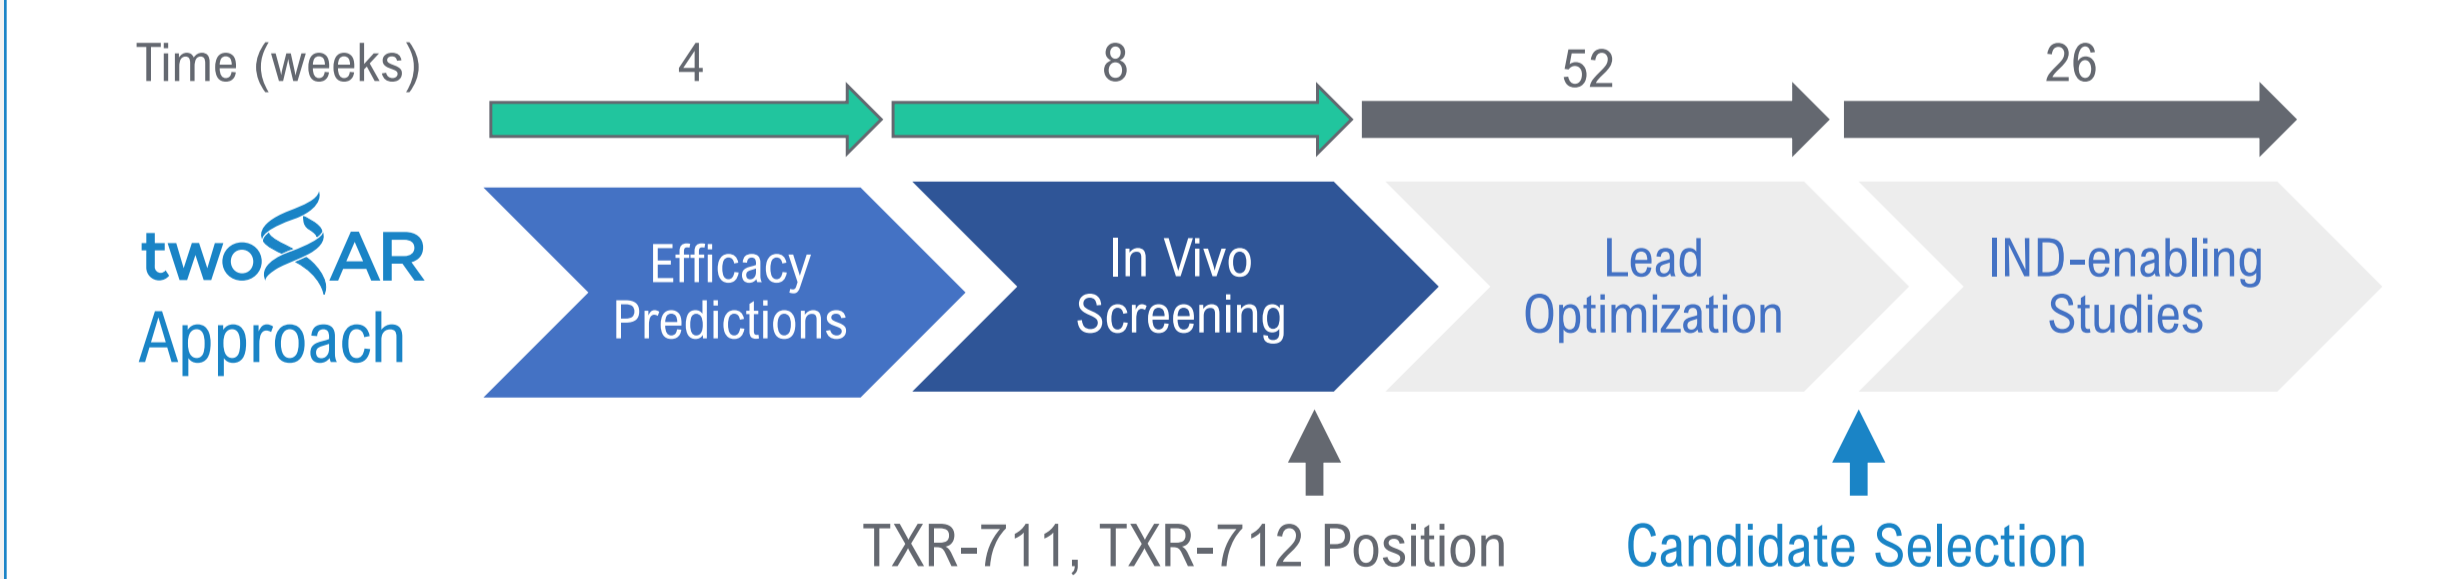 Time (weeks) 4 8 52 26
twoXAR
Approach
Efficacy
Predictions
In Vivo
Screening
Lead
Optimization
IND-enabling
Studies
TXR-711, TXR-712 Position
Candidate Selection